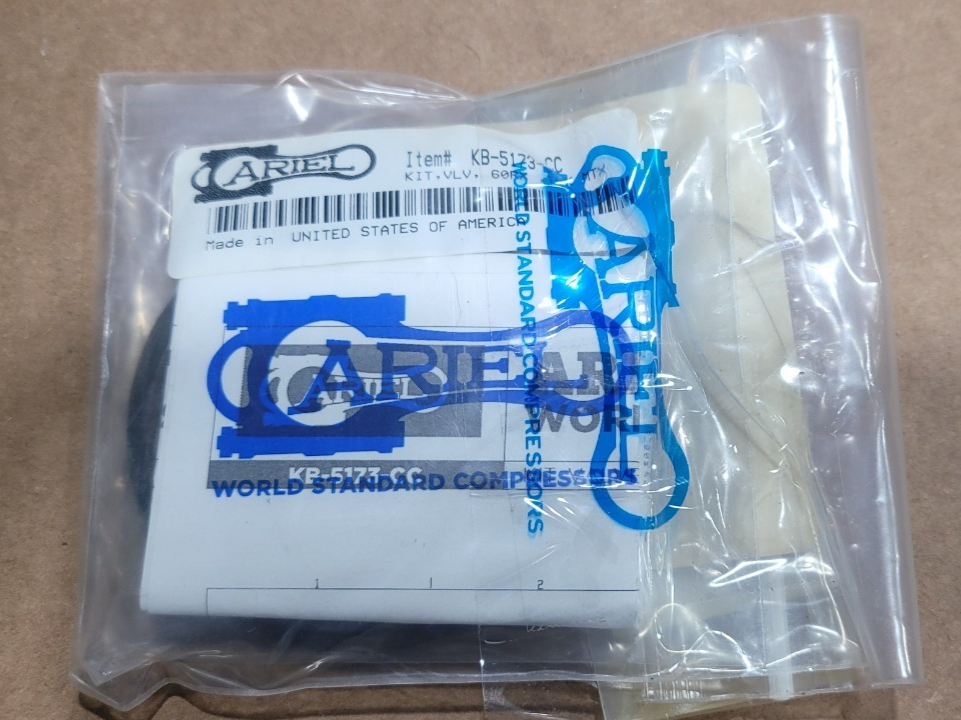 ARIEL
Item# KB-5173-CC
KIT,VLV, MTX
Made in UNITED STATES OF AMERICA
WORLD STANDARD COMPRESSORS
ARIEL
ARIEL
ARIEL
KB-5173-CC
WORLD STANDARD COMPRESSORS
1
2